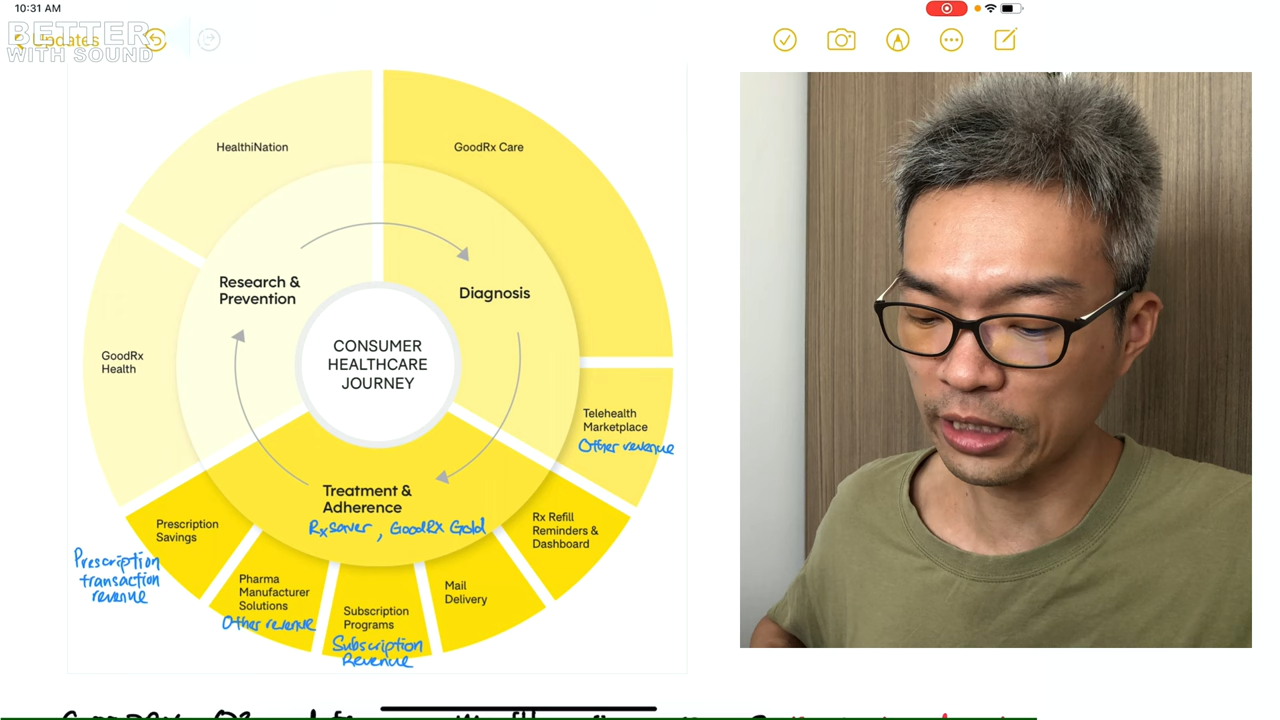 10:31 AM
BETTER
WITH SOUND
Updates
HealthiNation
GoodRx Care
Research &
Prevention
Diagnosis
CONSUMER
HEALTHCARE
JOURNEY
GoodRx
Health
Telehealth
Marketplace
Other revenue
Treatment &
Adherence
Rx saver, GoodRx Gold
Prescription
Savings
Rx Refill
Reminders &
Dashboard
Prescription
transaction
revenue
Pharma
Manufacturer
Solutions
Other revenue
Subscription
Programs
Subscription
Revenue
Mail
Delivery